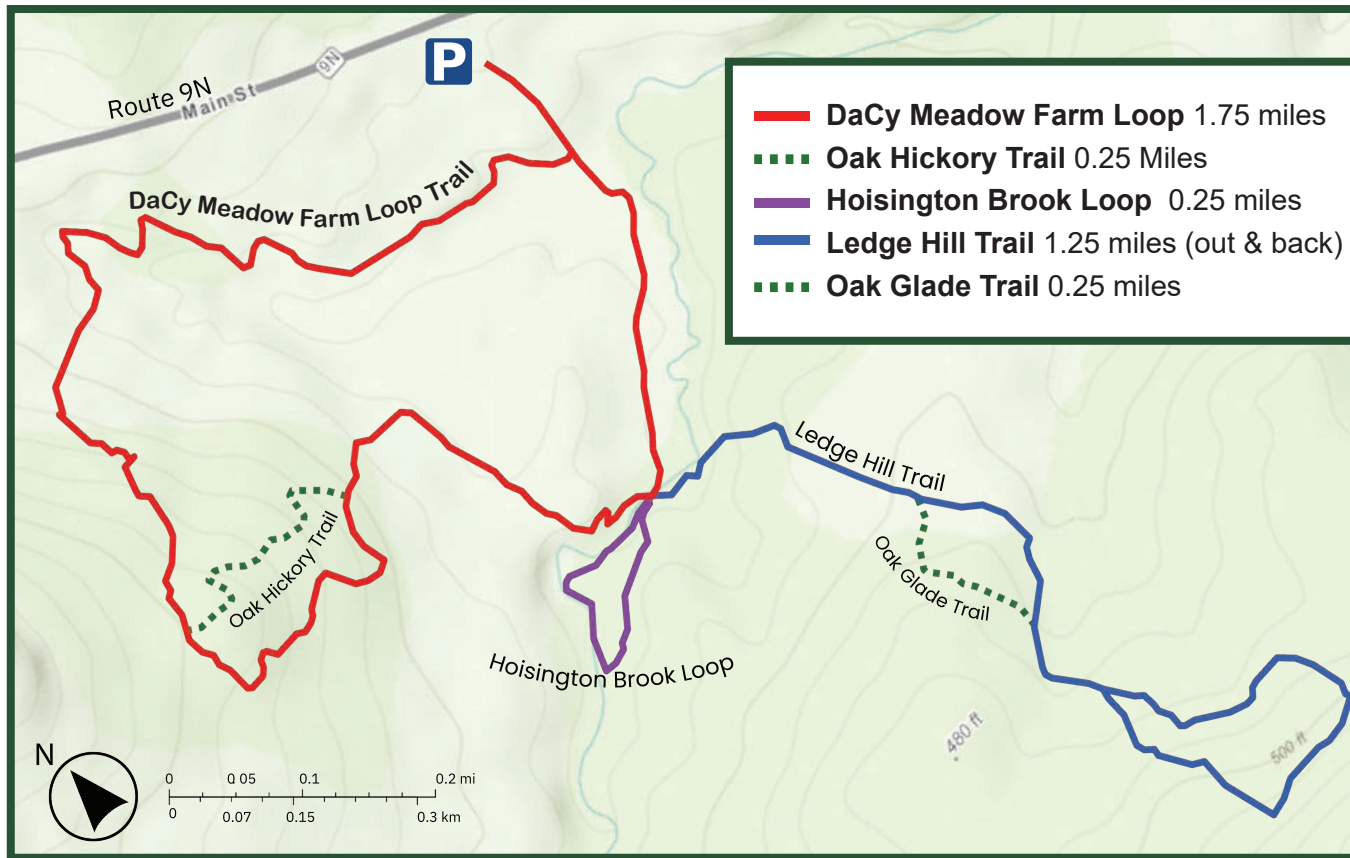 P
9N
Route 9N
Main St
DaCy Meadow Farm Loop 1.75 miles
Oak Hickory Trail 0.25 Miles
Hoisington Brook Loop 0.25 miles
Ledge Hill Trail 1.25 miles (out & back)
Oak Glade Trail 0.25 miles
DaCy Meadow Farm Loop Trail
Ledge Hill Trail
Oak Hickory Trail
Oak Glade Trail
Hoisington Brook Loop
480 ft
500 ft
N
0 0 05 0.1 0.2 mi
0 0.07 0.15 0.3 km